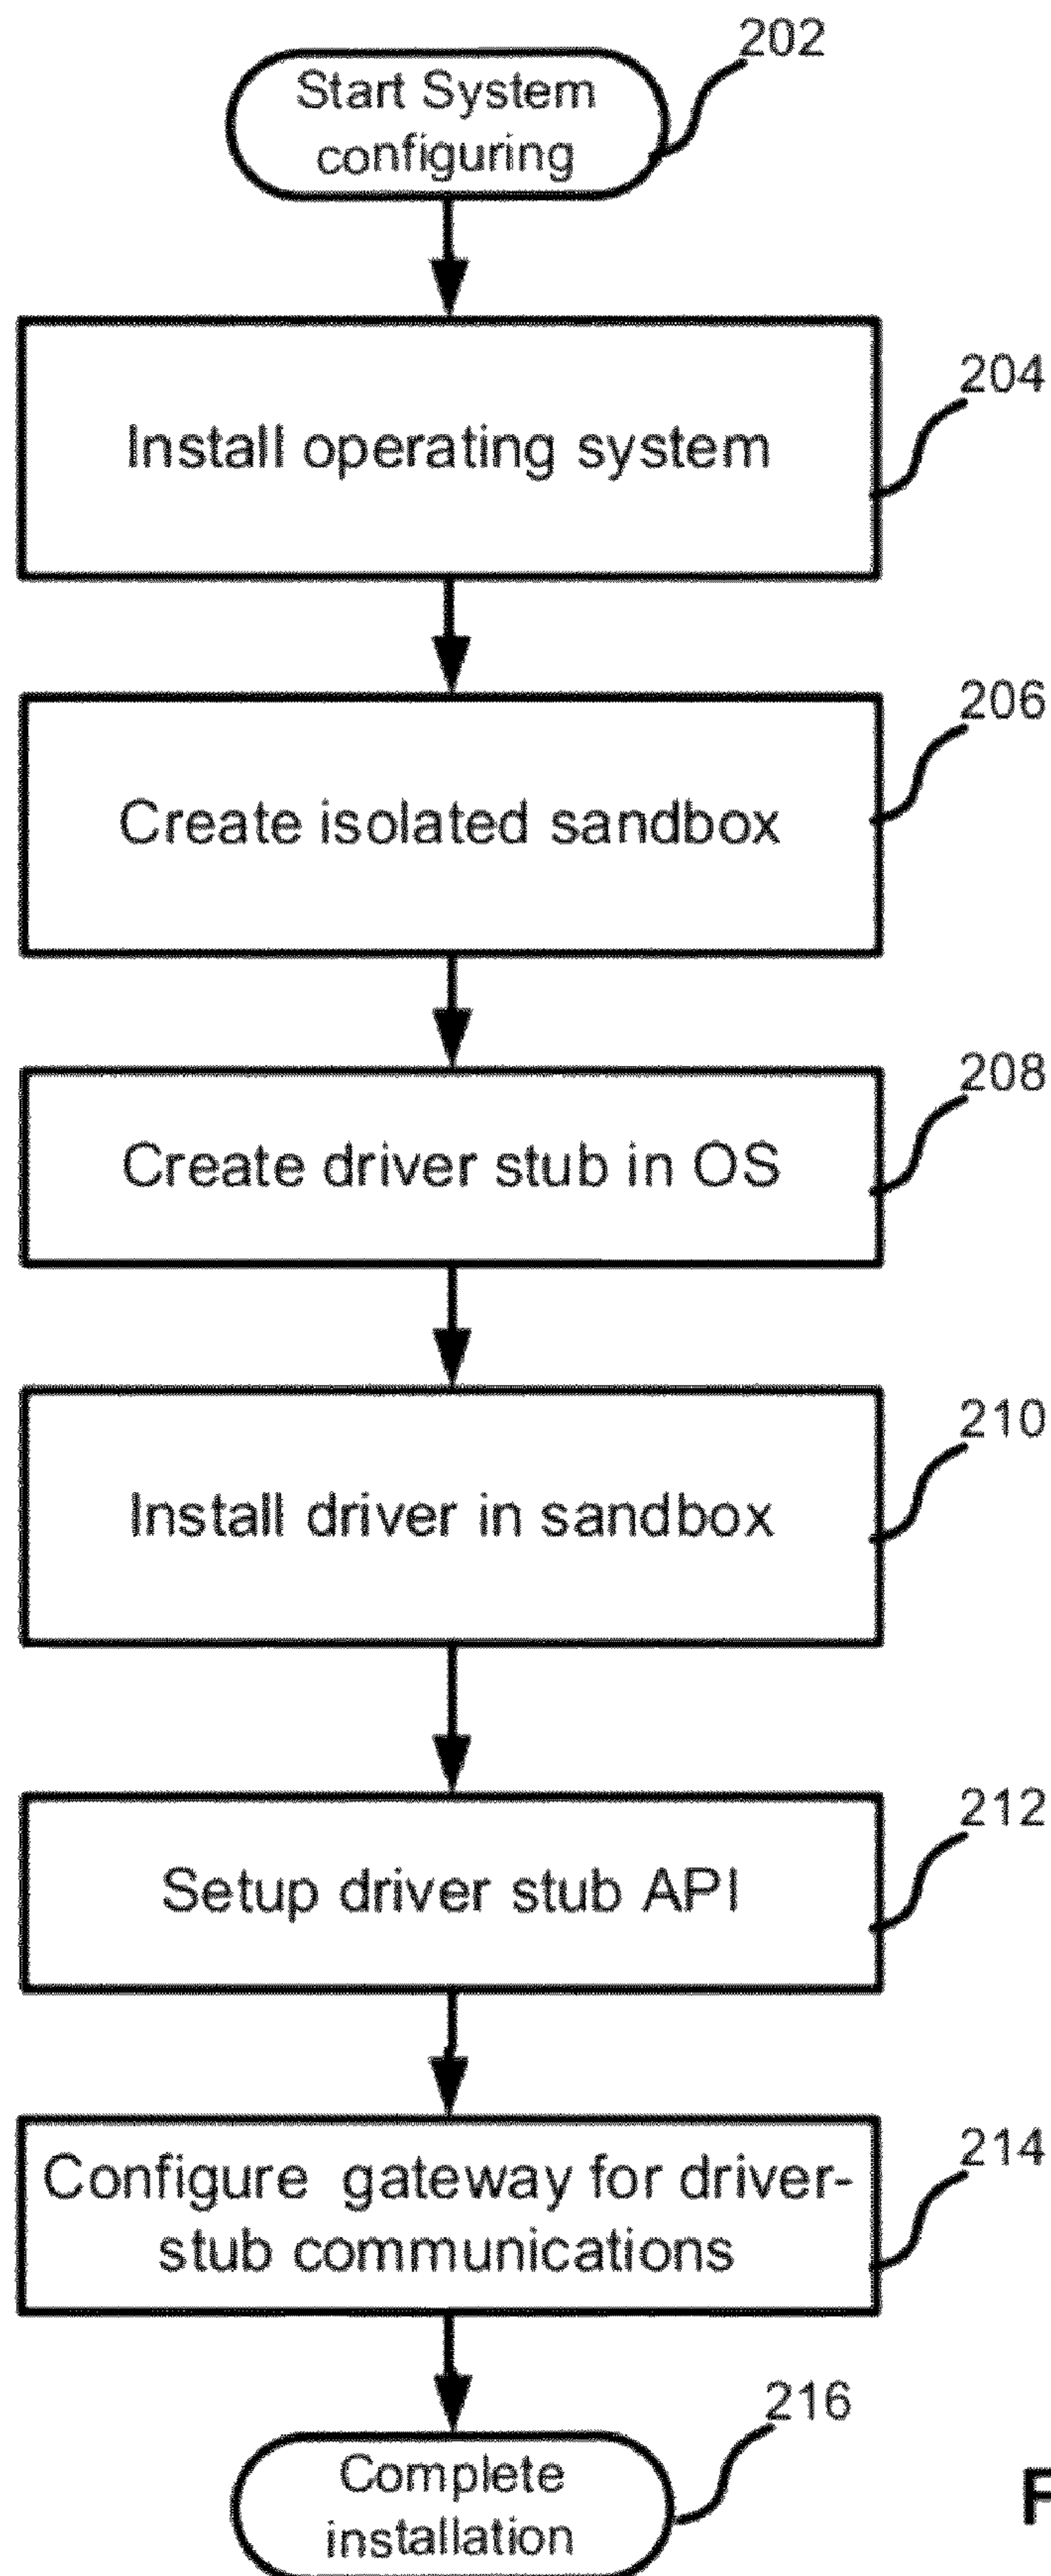 202
Start System
configuring
204
Install operating system
206
Create isolated sandbox
208
Create driver stub in OS
210
Install driver in sandbox
212
Setup driver stub API
214
Configure gateway for driver-
stub communications
216
Complete
installation